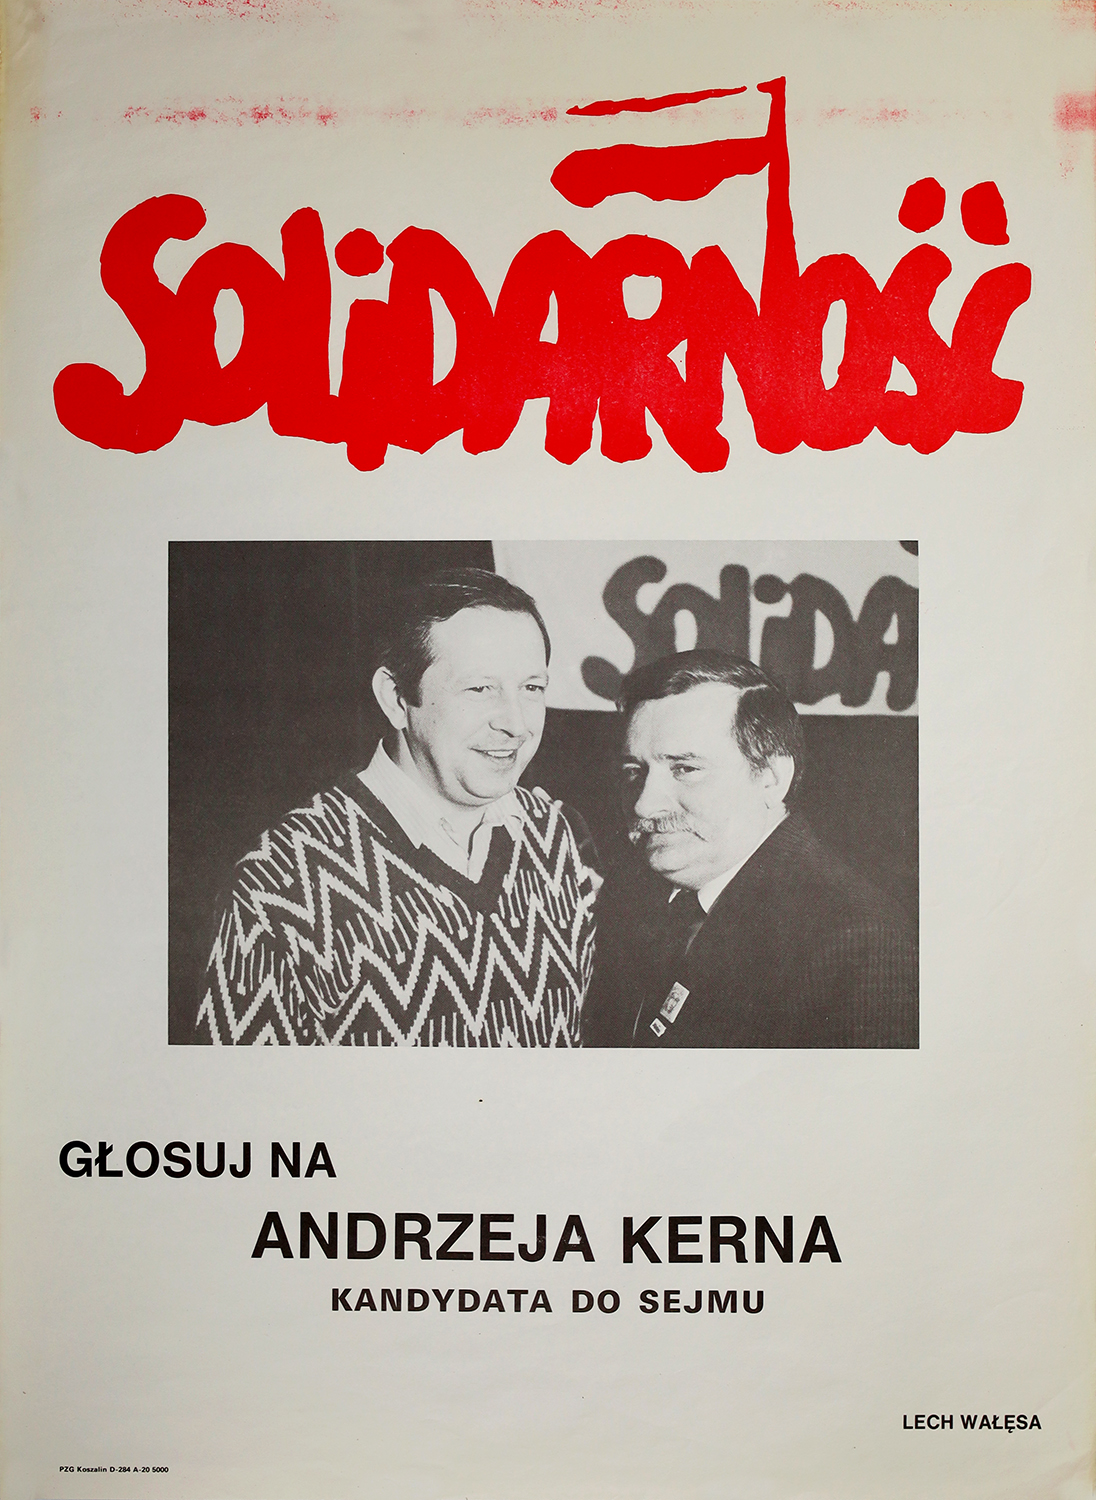 SOLiDARNOŚĆ
SOLiDA
GŁOSUJ NA
ANDRZEJA KERNA
KANDYDATA DO SEJMU
LECH WAŁĘSA
PZG Koszalin D-284 A-20 5000